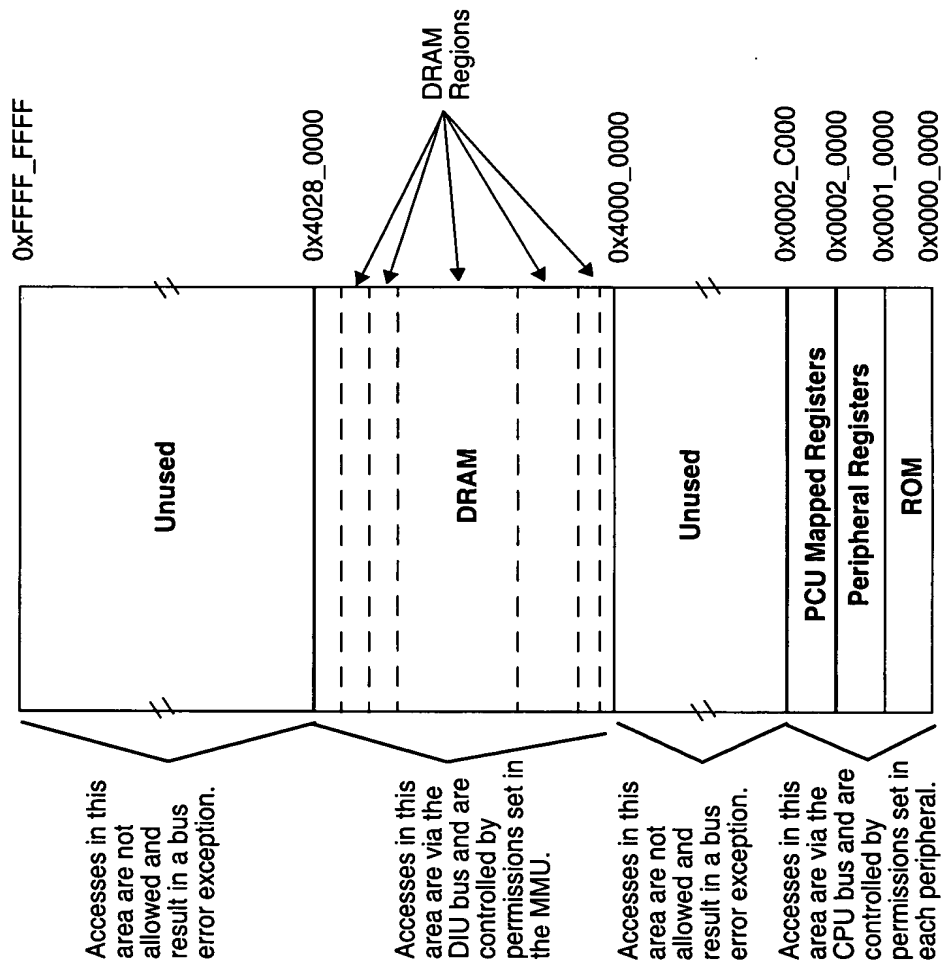 0xFFFF_FFFF
Unused
Accesses in this
area are not
allowed and
result in a bus
error exception.
0x4028_0000
DRAM
Regions
DRAM
Accesses in this
area are via the
DIU bus and are
controlled by
permissions set in
the MMU.
0x4000_0000
Unused
Accesses in this
area are not
allowed and
result in a bus
error exception.
0x0002_C000
PCU Mapped Registers
0x0002_0000
Peripheral Registers
0x0001_0000
ROM
0x0000_0000
Accesses in this
area are via the
CPU bus and are
controlled by
permissions set in
each peripheral.